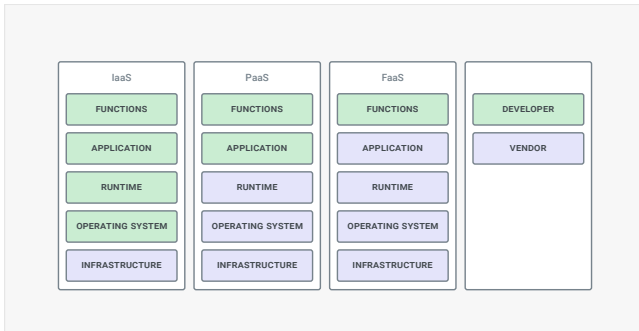 IaaS
FUNCTIONS
APPLICATION
RUNTIME
OPERATING SYSTEM
INFRASTRUCTURE
PaaS
FUNCTIONS
APPLICATION
RUNTIME
OPERATING SYSTEM
INFRASTRUCTURE
FaaS
FUNCTIONS
APPLICATION
RUNTIME
OPERATING SYSTEM
INFRASTRUCTURE
DEVELOPER
VENDOR